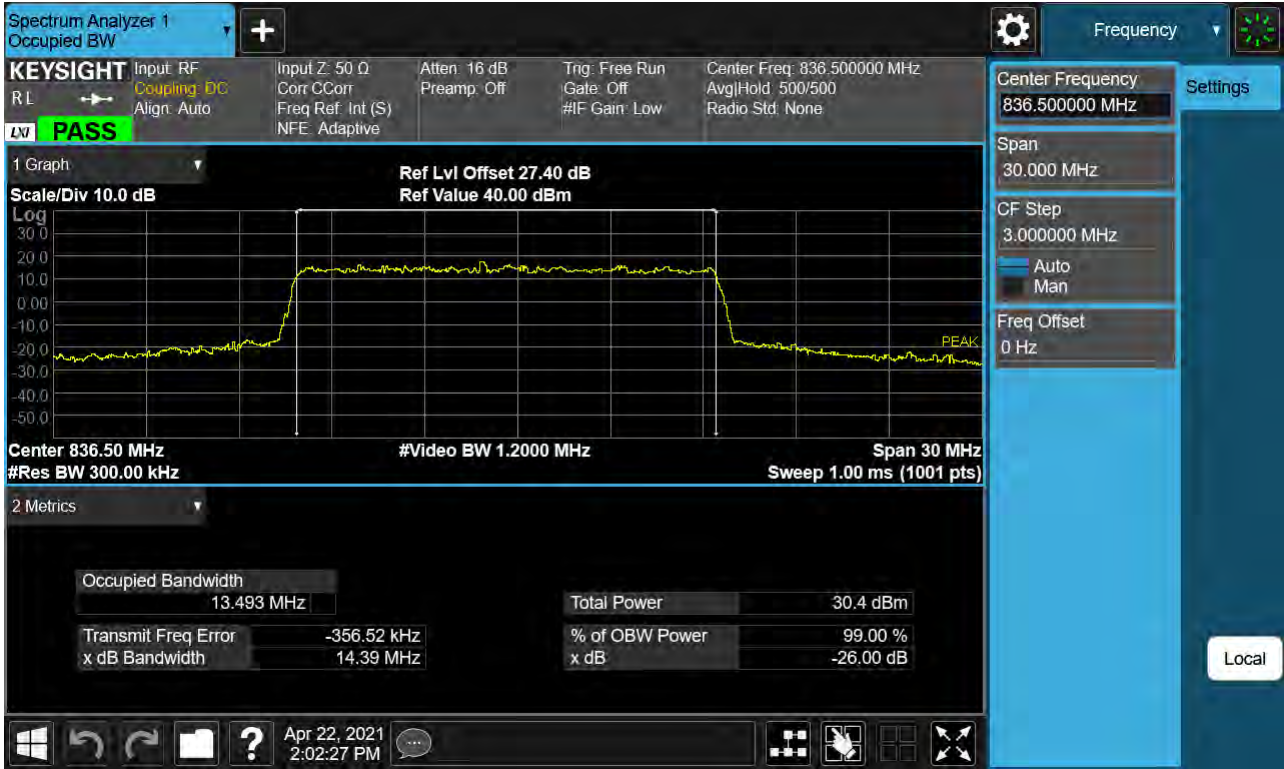 Spectrum Analyzer 1
Occupied BW
Frequency
KEYSIGHT
R L
LXI PASS
Input: RF
Coupling: DC
Align: Auto
Input Z: 50 Ω
Corr CCorr
Freq Ref: Int (S)
NFE: Adaptive
Atten: 16 dB
Preamp: Off
Trig: Free Run
Gate: Off
#IF Gain: Low
Center Freq: 836.500000 MHz
Avg|Hold: 500/500
Radio Std: None
Center Frequency
836.500000 MHz
Settings
Span
30.000 MHz
CF Step
3.000000 MHz
Auto
Man
Freq Offset
0 Hz
Local
1 Graph
Scale/Div 10.0 dB
Ref Lvl Offset 27.40 dB
Ref Value 40.00 dBm
Log
30.0
20.0
10.0
0.00
-10.0
-20.0
-30.0
-40.0
-50.0
PEAK
Center 836.50 MHz
#Video BW 1.2000 MHz
Span 30 MHz
#Res BW 300.00 kHz
Sweep 1.00 ms (1001 pts)
2 Metrics
Occupied Bandwidth
13.493 MHz
Total Power 30.4 dBm
Transmit Freq Error -356.52 kHz
% of OBW Power 99.00 %
x dB Bandwidth 14.39 MHz
x dB -26.00 dB
?
Apr 22, 2021
2:02:27 PM